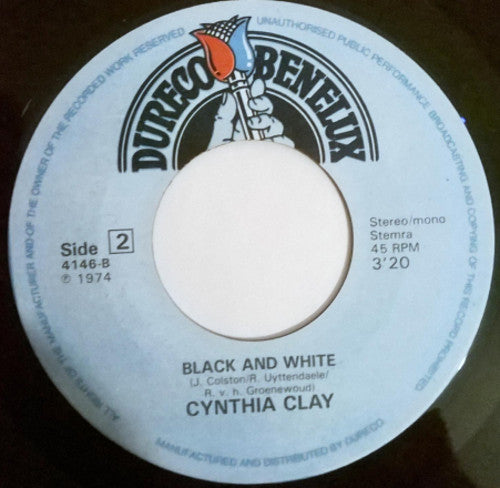 ALL RIGHTS OF THE MANUFACTURER AND OF THE OWNER OF THE RECORDED WORK RESERVED
UNAUTHORISED PUBLIC PERFORMANCE BROADCASTING AND COPYING OF THIS RECORD PROHIBITED
DURECO BENELUX
Side 2
4146-B
℗ 1974
Stereo/mono
Stemra
45 RPM
3'20
BLACK AND WHITE
(J. Colston/R. Uyttendaele/
R. v. h. Groenewoud)
CYNTHIA CLAY
MANUFACTURED AND DISTRIBUTED BY DURECO